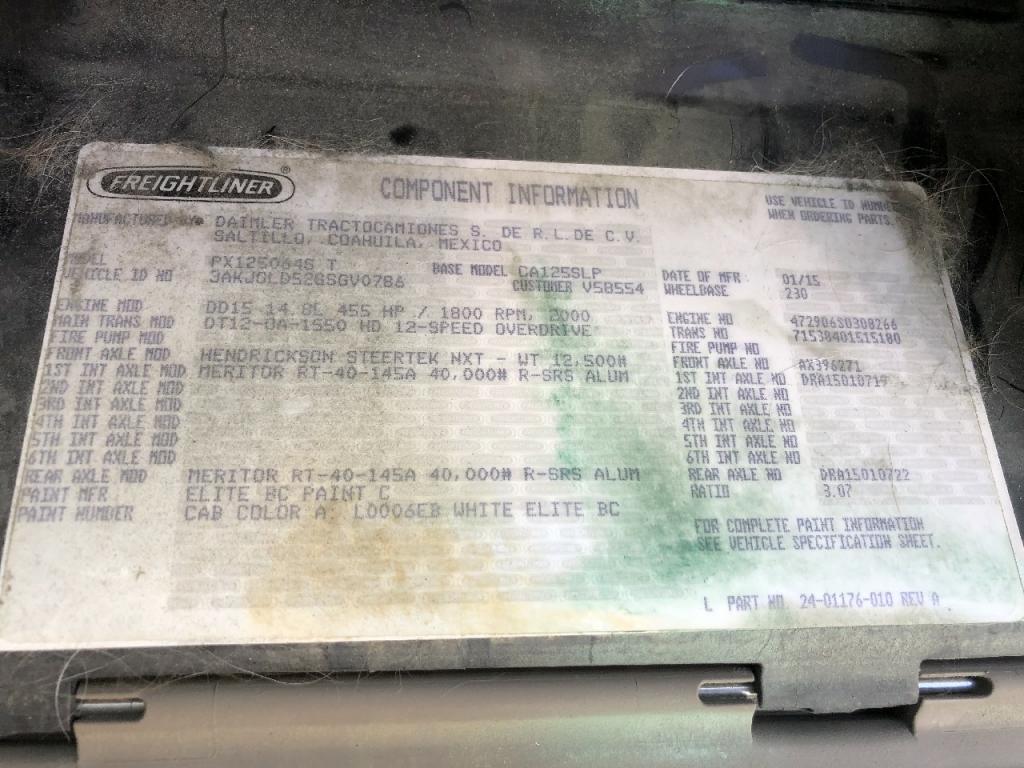 FREIGHTLINER ®
COMPONENT INFORMATION
USE VEHICLE ID NUMBER
WHEN ORDERING PARTS.
MANUFACTURED BY DAIMLER TRACTOCAMIONES S. DE R.L.DE C.V.
SALTILLO, COAHUILA, MEXICO
MODEL PX125064S T BASE MODEL CA125SLP DATE OF MFR 01/15
VEHICLE ID NO 3AKJGLD52GSGV0786 CUSTOMER V5B554 WHEELBASE 230
ENGINE MOD DD15 14.8L 455 HP / 1800 RPM, 2000 ENGINE NO 472906S0308266
MAIN TRANS MOD DT12-OA-1550 HD 12-SPEED OVERDRIVE TRANS NO 71538401515180
FIRE PUMP MOD FIRE PUMP NO
FRONT AXLE MOD HENDRICKSON STEERTEK NXT - WT 12,500# FRONT AXLE NO AX396271
1ST INT AXLE MOD MERITOR RT-40-145A 40,000# R-SRS ALUM 1ST INT AXLE NO DRA15010719
2ND INT AXLE MOD 2ND INT AXLE NO
3RD INT AXLE MOD 3RD INT AXLE NO
4TH INT AXLE MOD 4TH INT AXLE NO
5TH INT AXLE MOD 5TH INT AXLE NO
6TH INT AXLE MOD 6TH INT AXLE NO
REAR AXLE MOD MERITOR RT-40-145A 40,000# R-SRS ALUM REAR AXLE NO DRA15010722
PAINT MFR ELITE BC PAINT C RATIO 3.07
PAINT NUMBER CAB COLOR A: L0006EB WHITE ELITE BC
FOR COMPLETE PAINT INFORMATION
SEE VEHICLE SPECIFICATION SHEET.
L PART NO. 24-01176-010 REV A